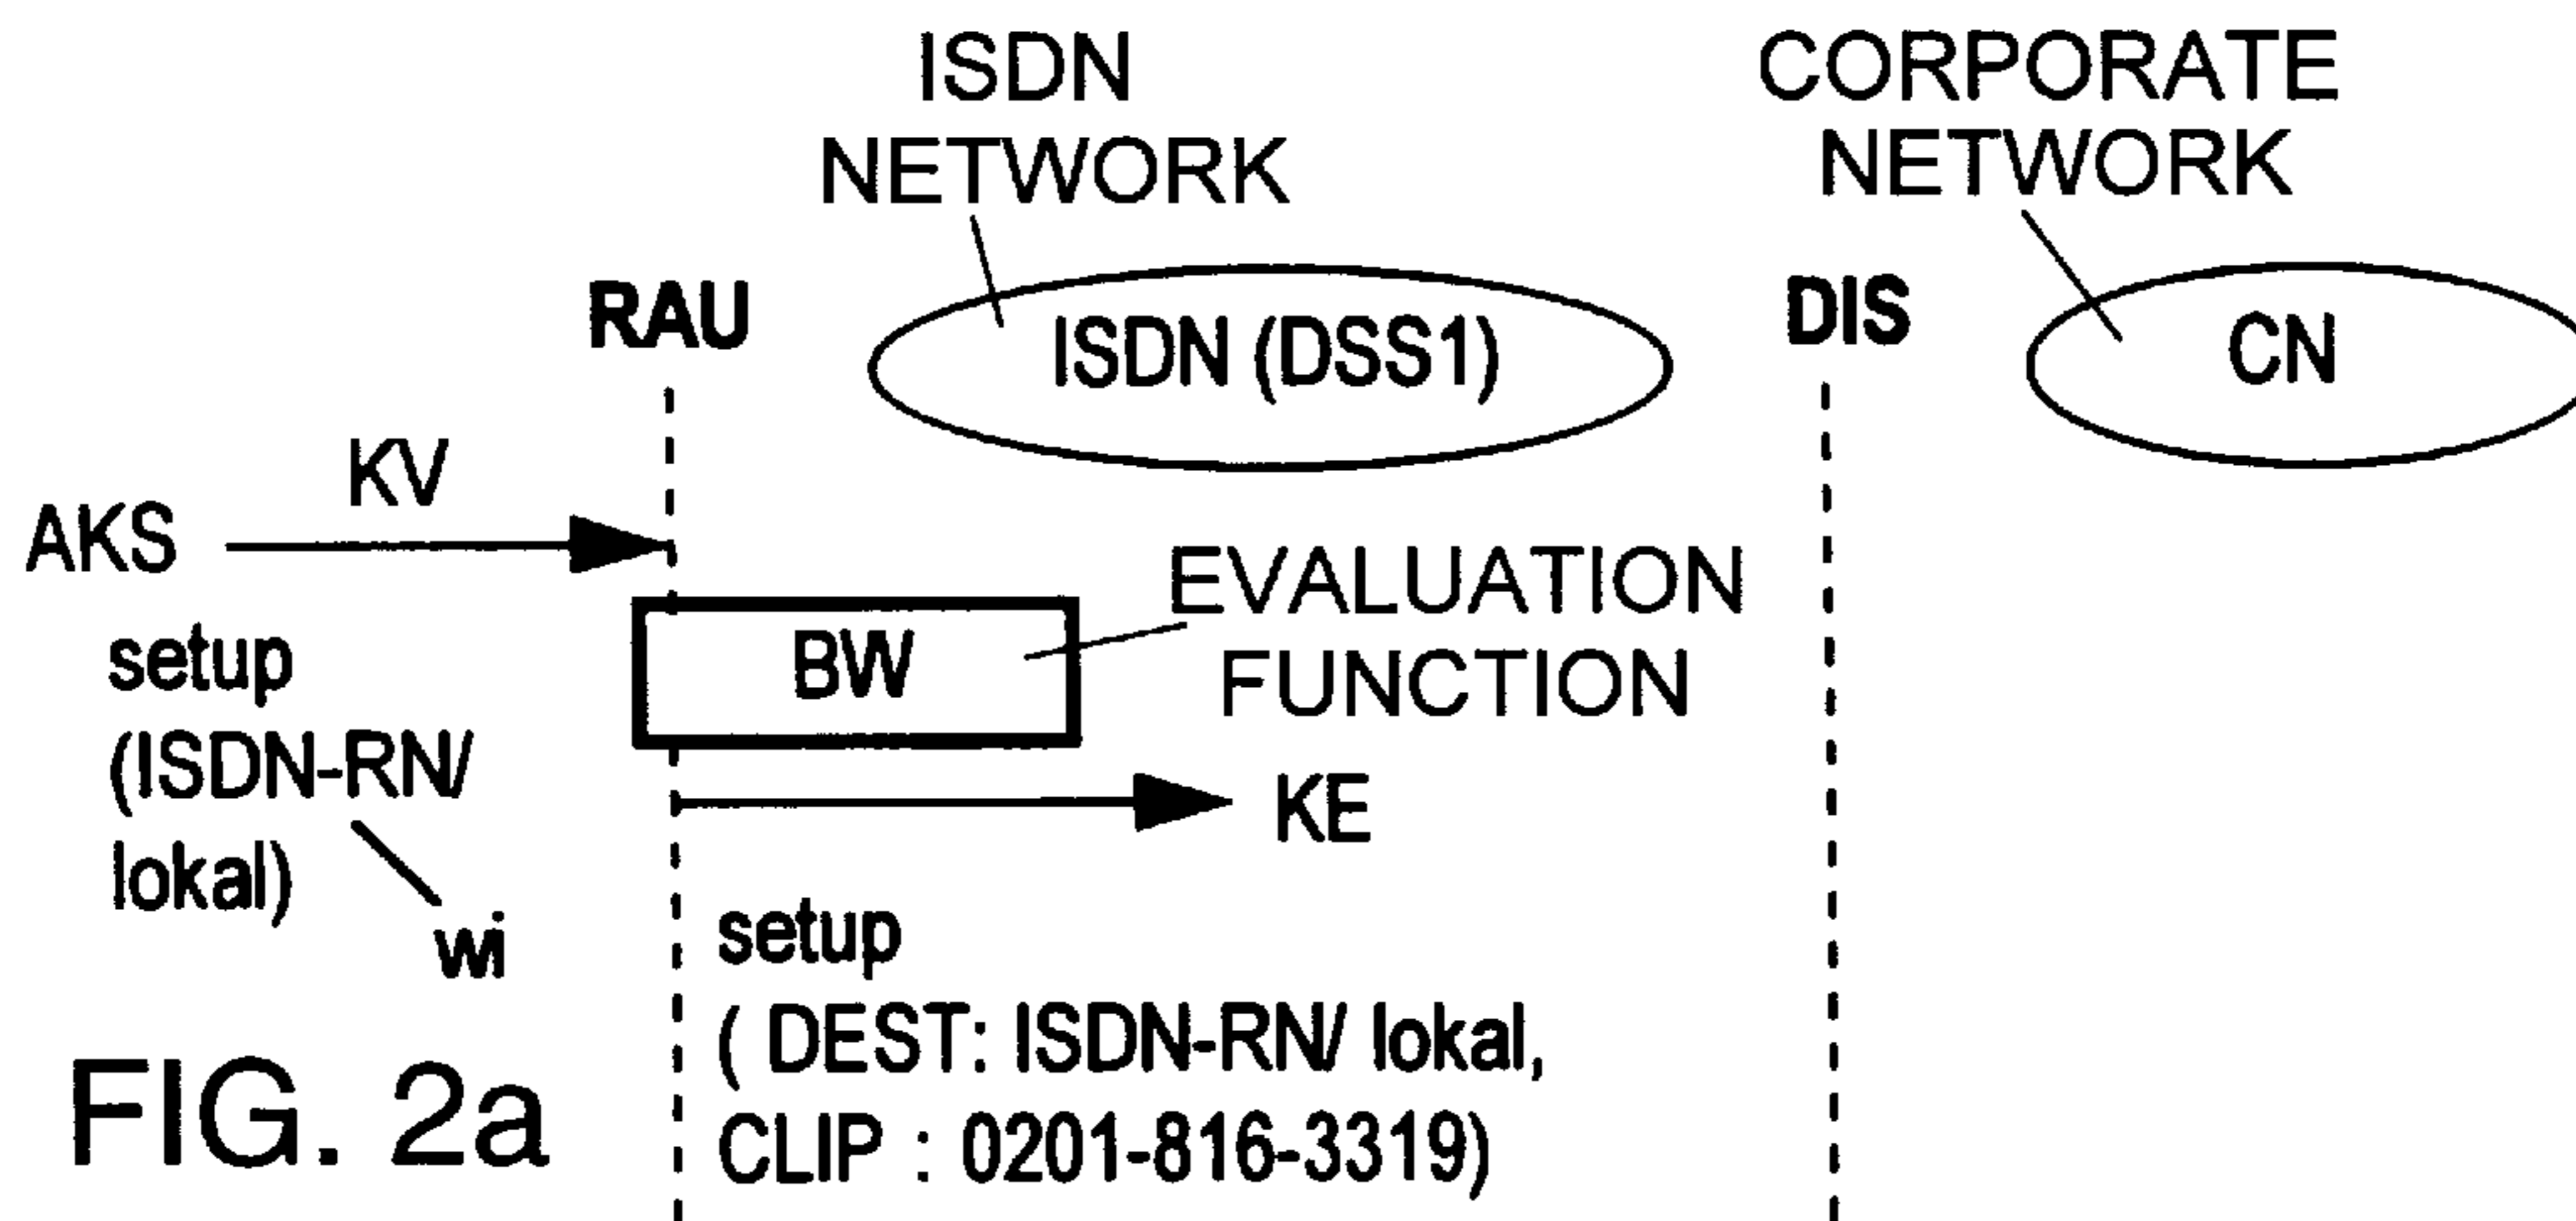 ISDN
NETWORK
CORPORATE
NETWORK
RAU
ISDN (DSS1)
DIS
CN
KV
AKS
setup
(ISDN-RN/
lokal)
wi
BW
EVALUATION
FUNCTION
KE
setup
( DEST: ISDN-RN/ lokal,
CLIP : 0201-816-3319)
FIG. 2a